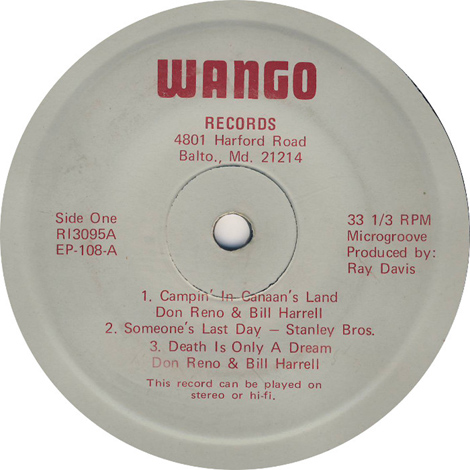 WANGO
RECORDS
4801 Harford Road
Balto., Md. 21214
Side One
RI3095A
EP-108-A
33 1/3 RPM
Microgroove
Produced by:
Ray Davis
1. Campin' In Canaan's Land
Don Reno & Bill Harrell
2. Someone's Last Day — Stanley Bros.
3. Death Is Only A Dream
Don Reno & Bill Harrell
This record can be played on
stereo or hi-fi.